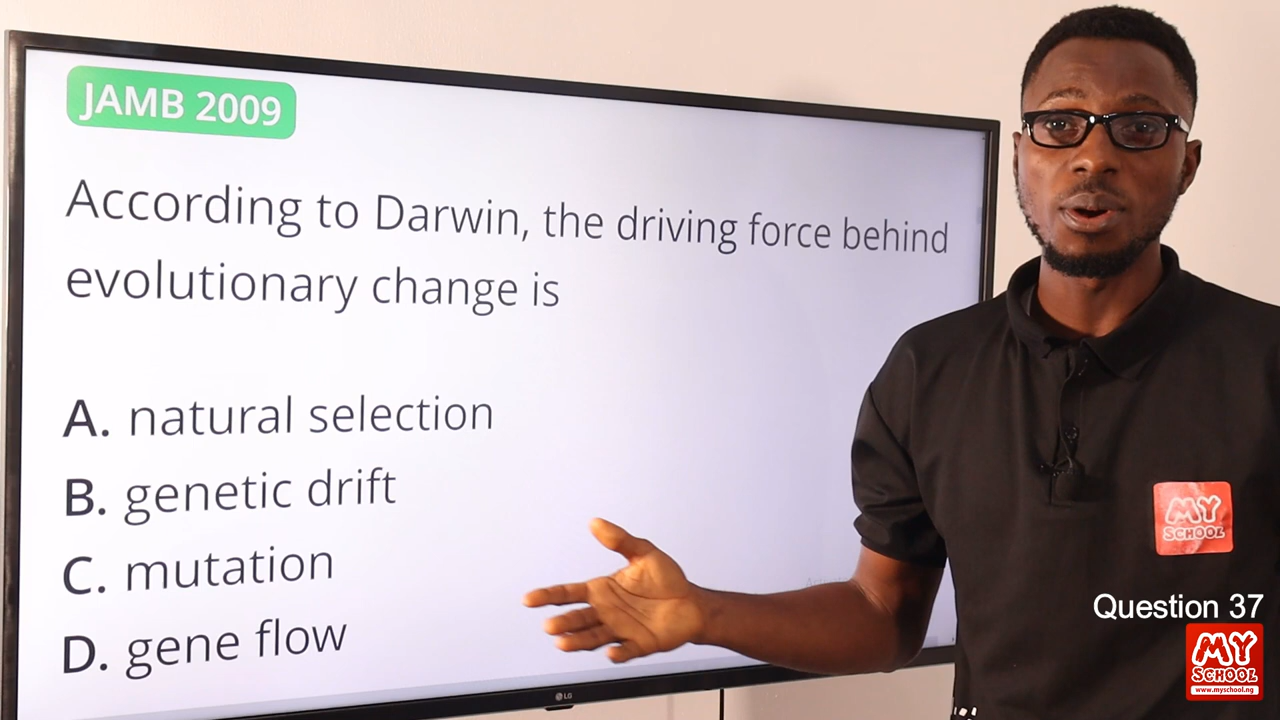 JAMB 2009
According to Darwin, the driving force behind
evolutionary change is
A. natural selection
B. genetic drift
C. mutation
D. gene flow
LG
MY
SCHOOL
Question 37
MY
SCHOOL
www.myschool.ng